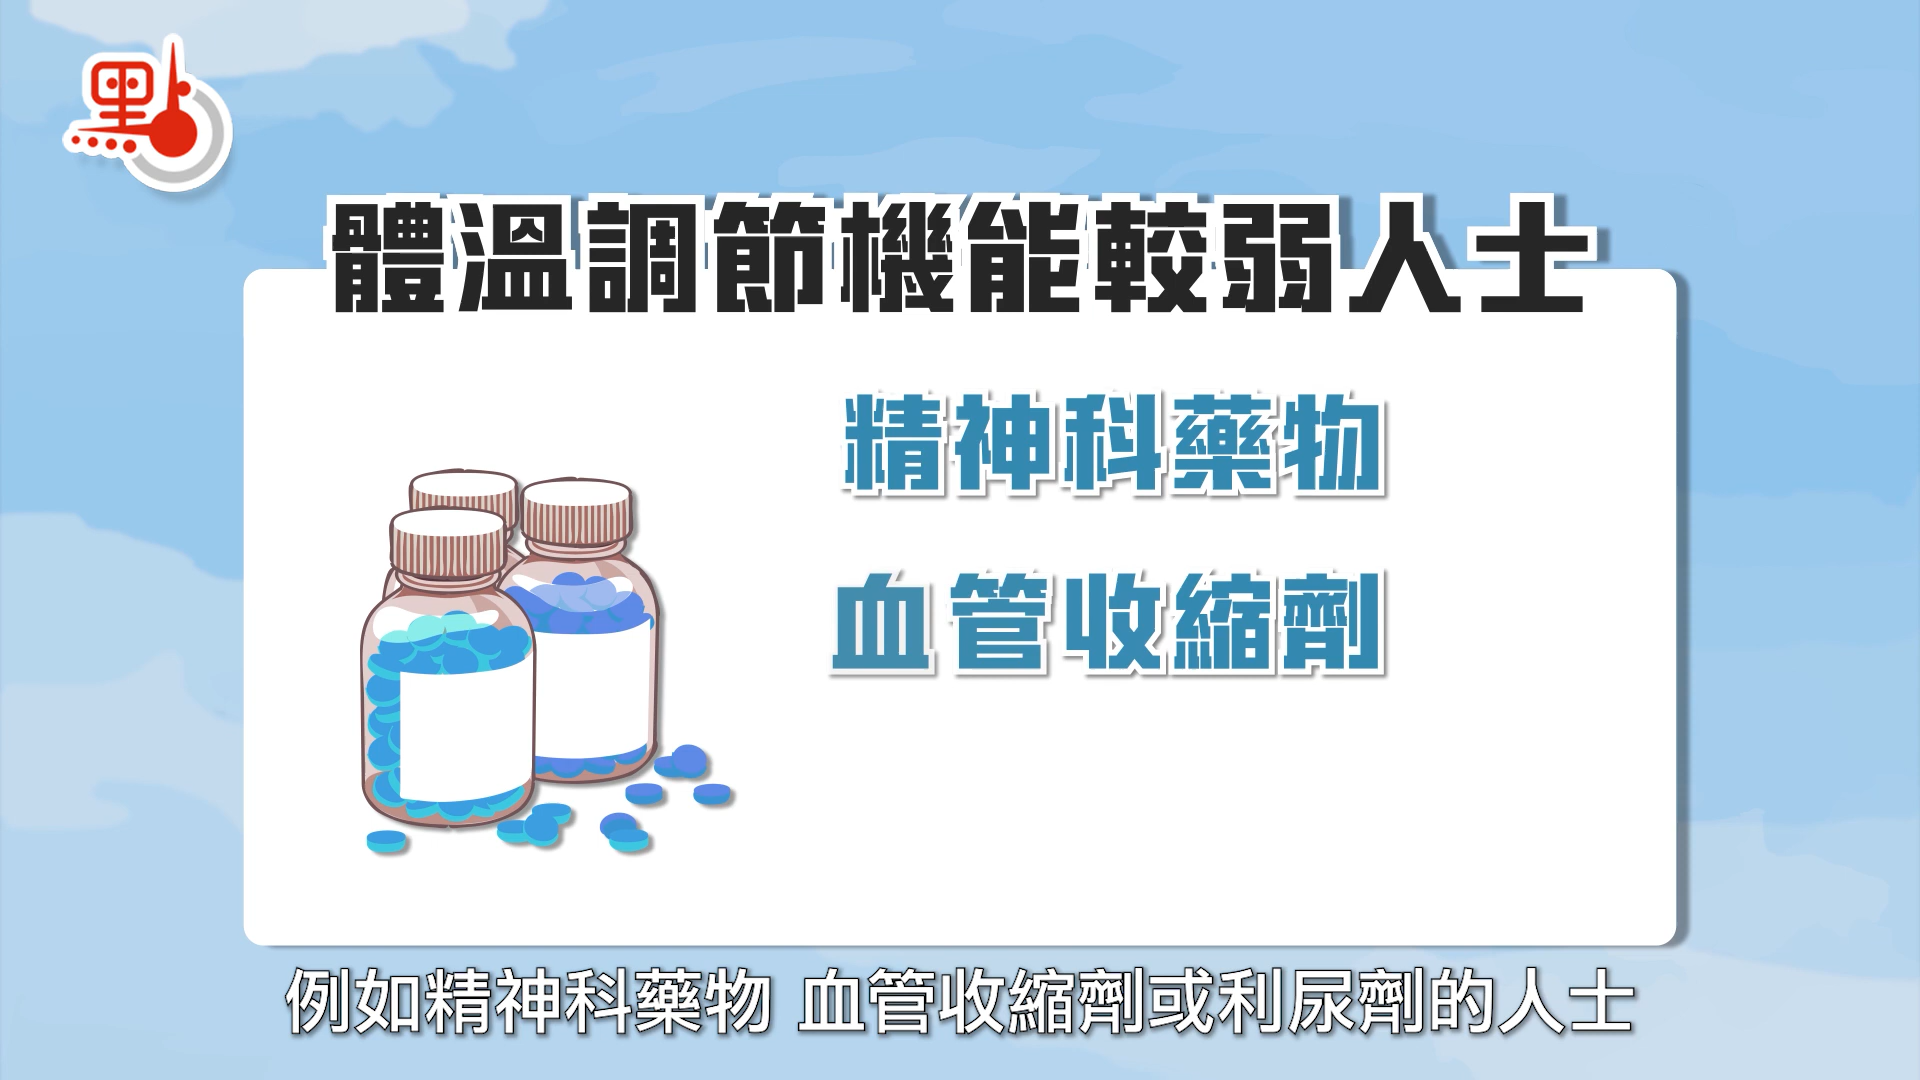 點
體溫調節機能較弱人士
精神科藥物
血管收縮劑
例如精神科藥物 血管收縮劑或利尿劑的人士